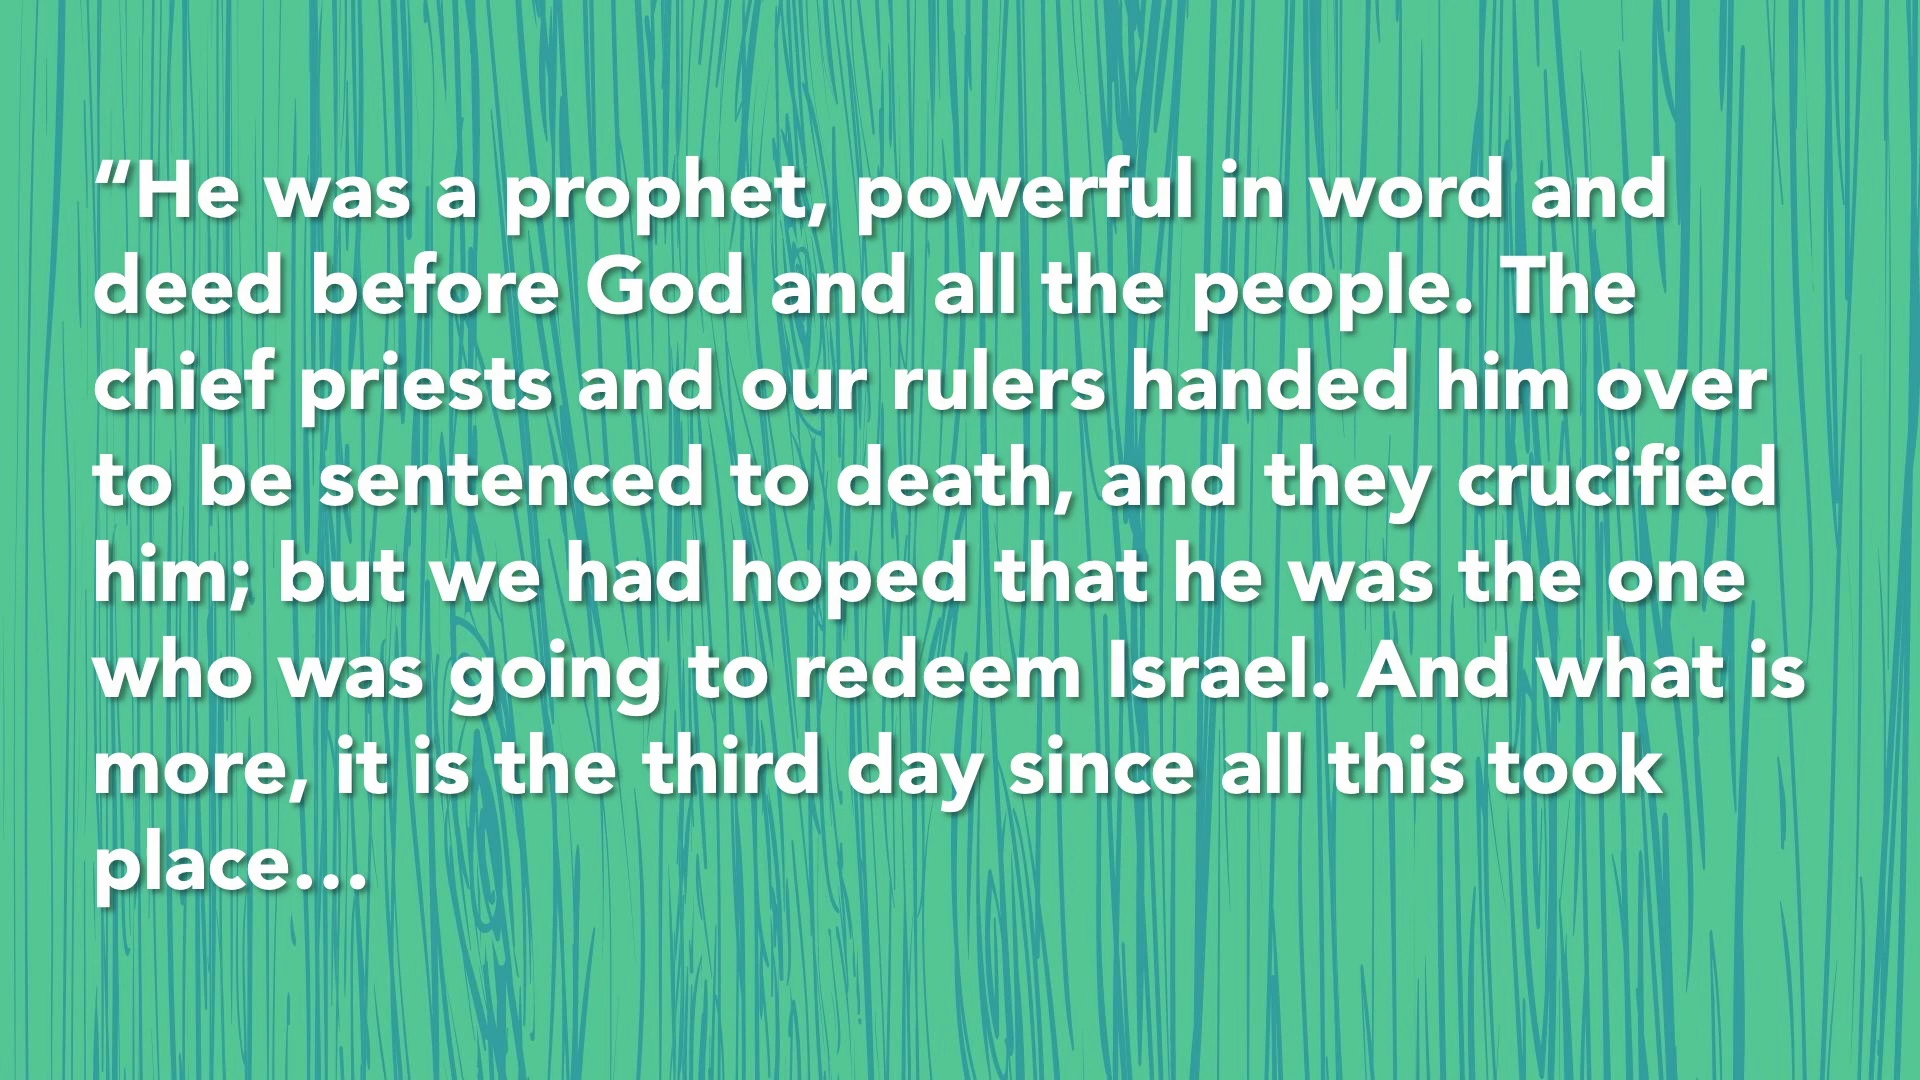 “He was a prophet, powerful in word and
deed before God and all the people. The
chief priests and our rulers handed him over
to be sentenced to death, and they crucified
him; but we had hoped that he was the one
who was going to redeem Israel. And what is
more, it is the third day since all this took
place…